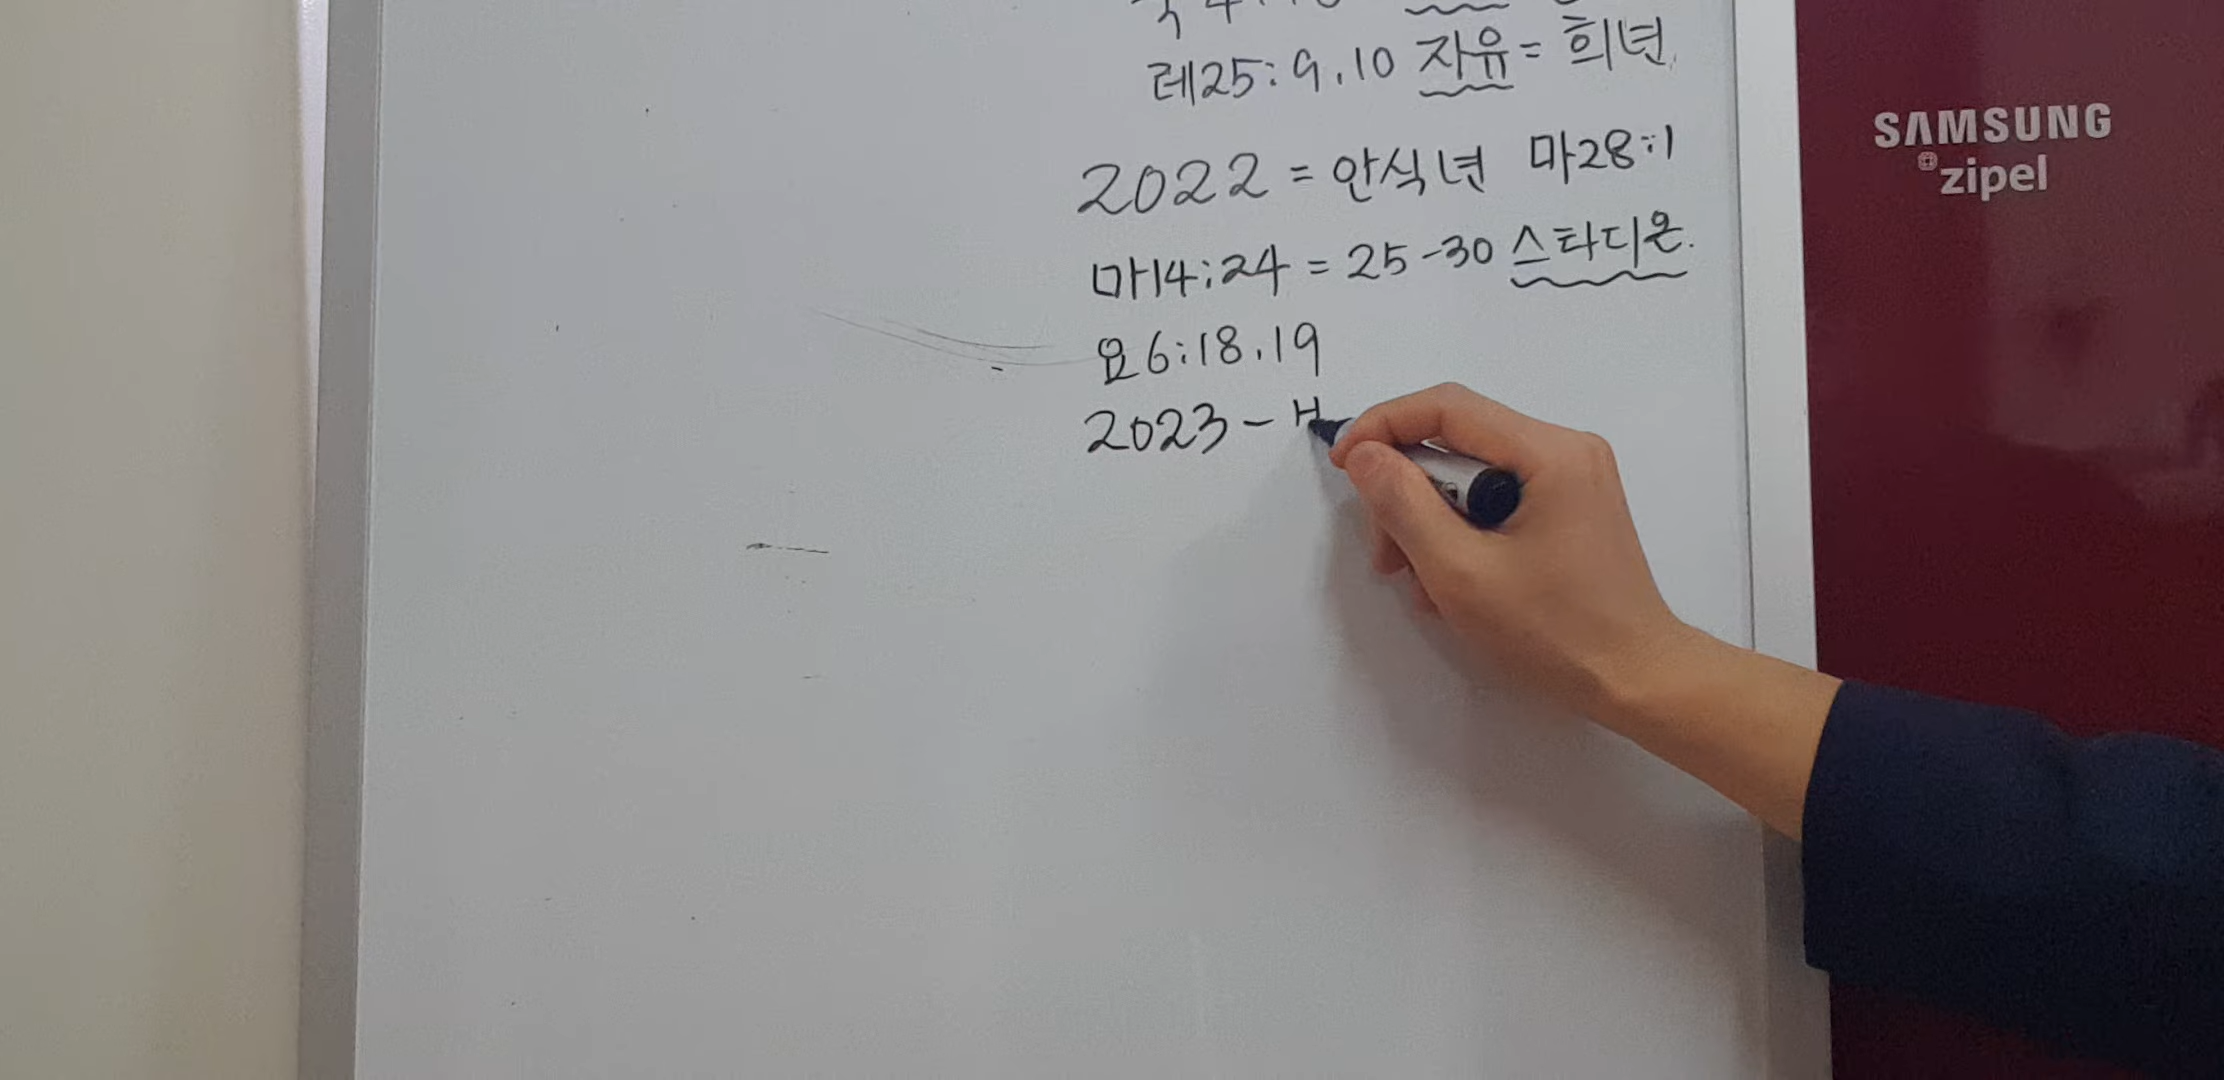 레25:9.10 자유= 희년.
2022 = 안식년 마28:1
마14:24 = 25-30 스타디온.
요6:18.19
2023 -
SAMSUNG
zipel